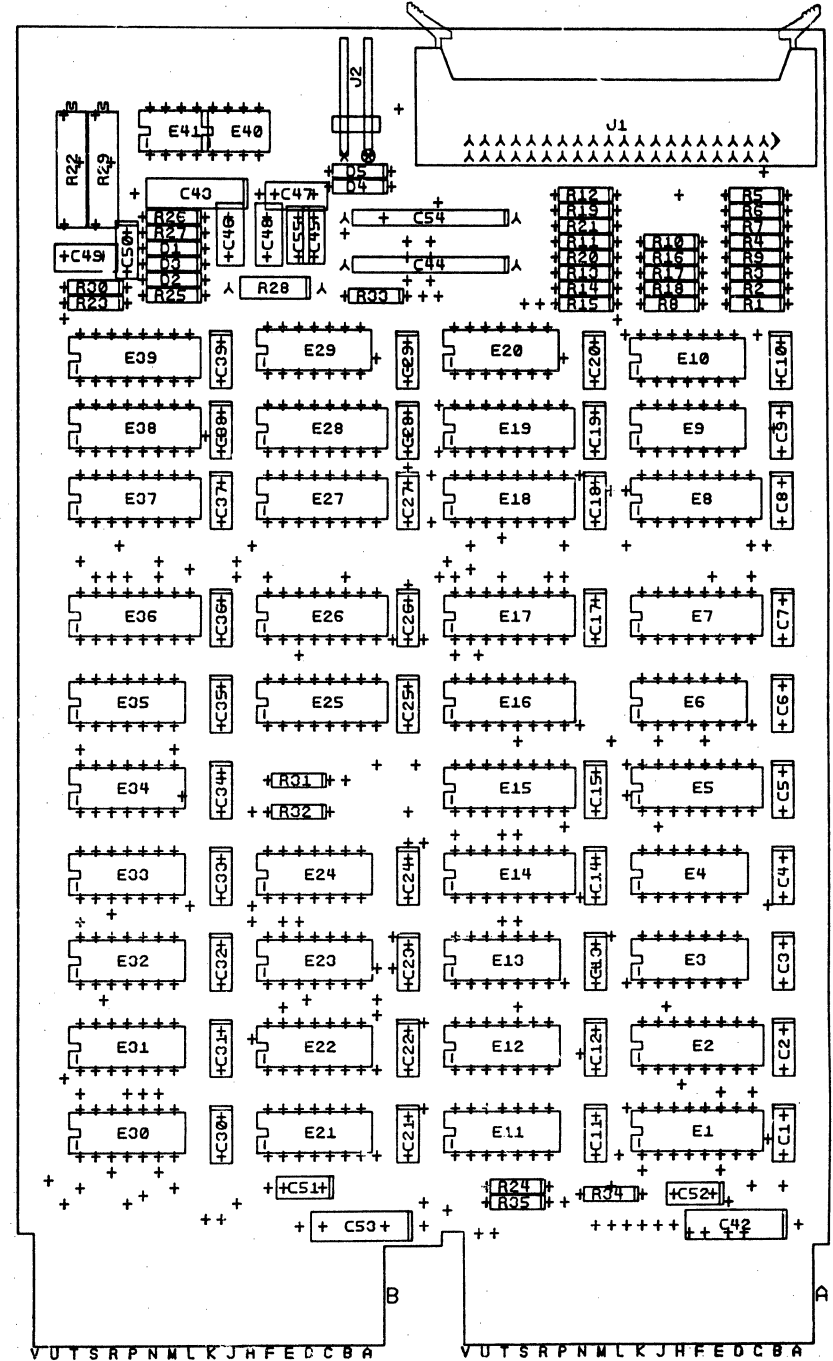 J2
J1
E41 E40
R22 R29
D5
D4
C43 C47
R12 R5
R26 R19 R6
R27 C46 C48 C55 C45 C54 R21 R7
C49 C50 D1 R11 R10 R4
D3 R20 R16 R9
D2 C44 R13 R17 R3
R30 R25 R28 R33 R14 R18 R2
R23 R15 R8 R1
E39 C39 E29 C29 E20 C20 E10 C10
E38 C38 E28 C28 E19 C19 E9 C9
E37 C37 E27 C27 E18 C18 E8 C8
E36 C36 E26 C26 E17 C17 E7 C7
E35 C35 E25 C25 E16 E6 C6
E34 C34 R31 E15 C15 E5 C5
R32
E33 C33 E24 C24 E14 C14 E4 C4
E32 C32 E23 C23 E13 C13 E3 C3
E31 C31 E22 C22 E12 C12 E2 C2
E30 C30 E21 C21 E11 C11 E1 C1
C51 R24 R34 C52
R35
C53 C42
B A
V U T S R P N M L K J H F E D C B A V U T S R P N M L K J H F E D C B A